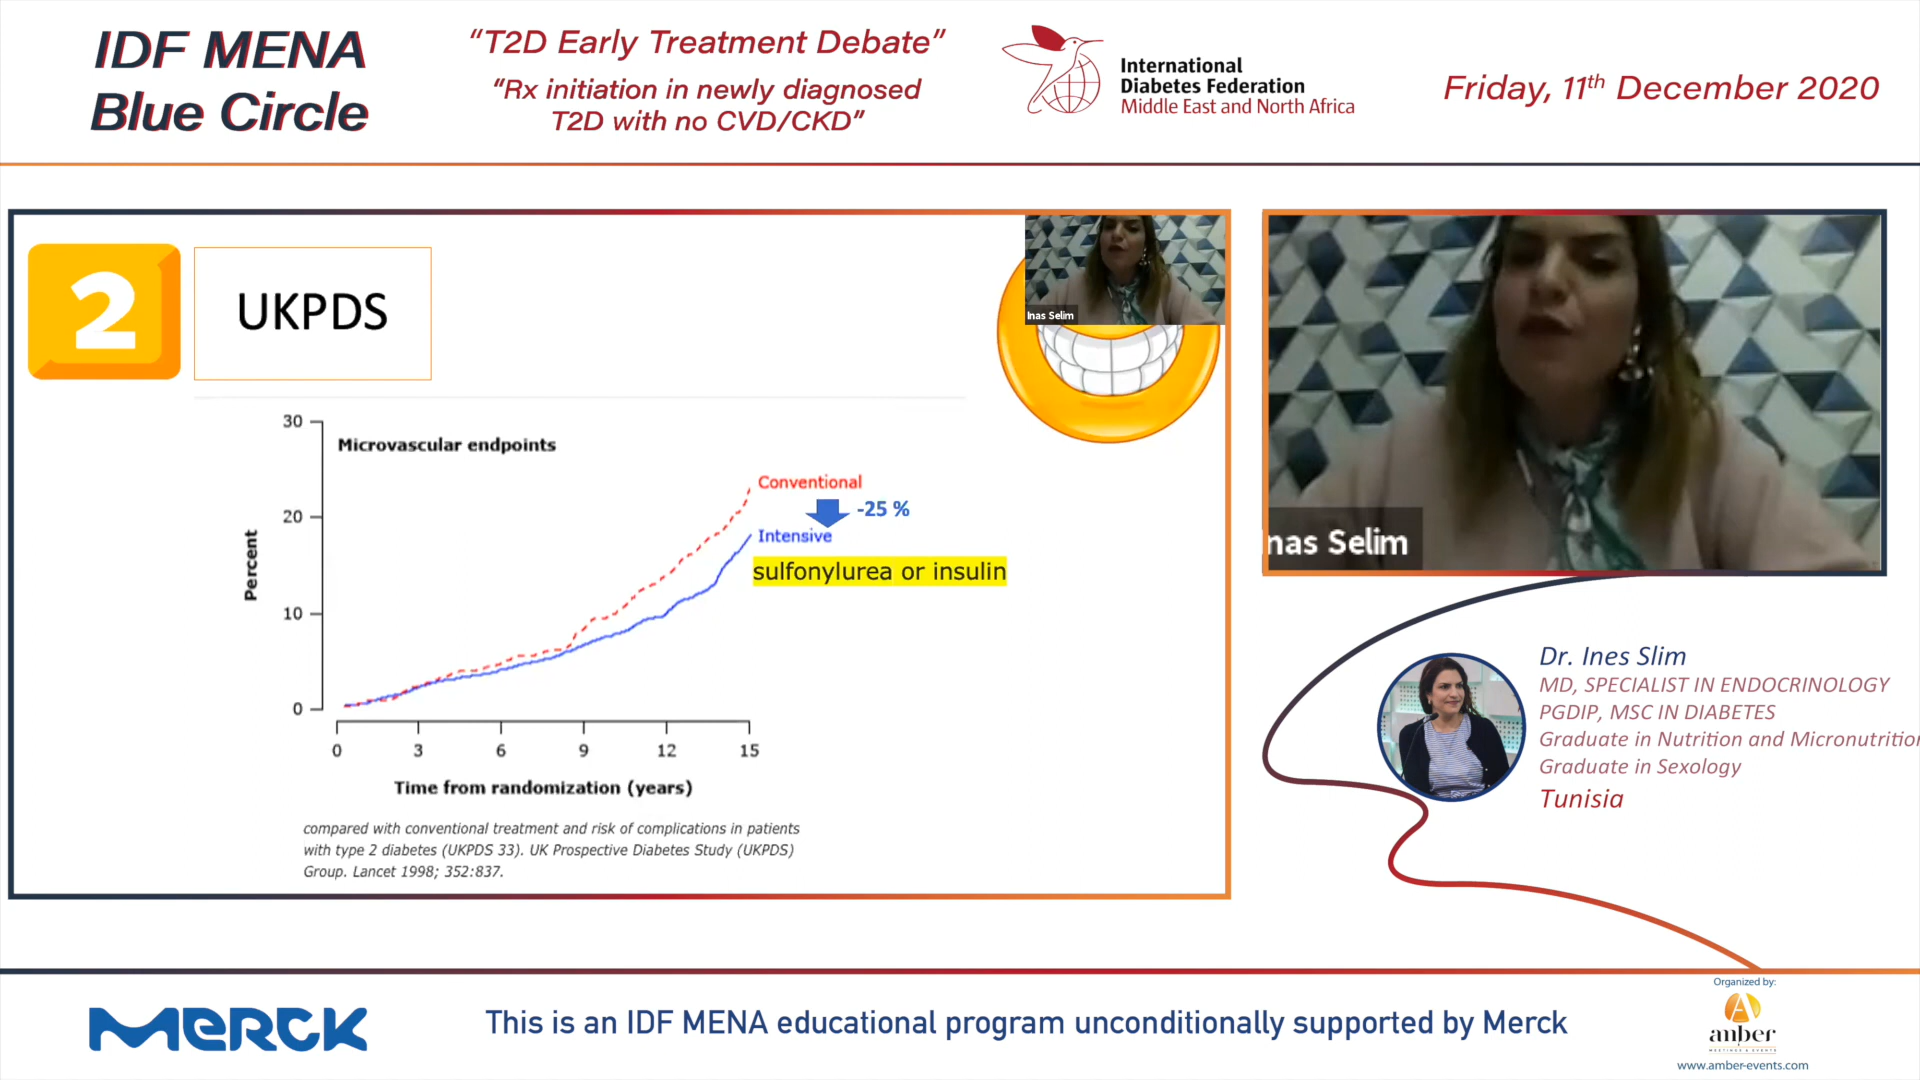 IDF MENA
Blue Circle
“T2D Early Treatment Debate”
“Rx initiation in newly diagnosed
T2D with no CVD/CKD”
International
Diabetes Federation
Middle East and North Africa
Friday, 11th December 2020
2
UKPDS
Inas Selim
30
Microvascular endpoints
Conventional
-25 %
20
Intensive
sulfonylurea or insulin
Percent
10
0
0 3 6 9 12 15
Time from randomization (years)
compared with conventional treatment and risk of complications in patients
with type 2 diabetes (UKPDS 33). UK Prospective Diabetes Study (UKPDS)
Group. Lancet 1998; 352:837.
nas Selim
Dr. Ines Slim
MD, SPECIALIST IN ENDOCRINOLOGY
PGDIP, MSC IN DIABETES
Graduate in Nutrition and Micronutrition
Graduate in Sexology
Tunisia
MERCK
This is an IDF MENA educational program unconditionally supported by Merck
Organized by:
amber
MEETINGS & EVENTS
www.amber-events.com